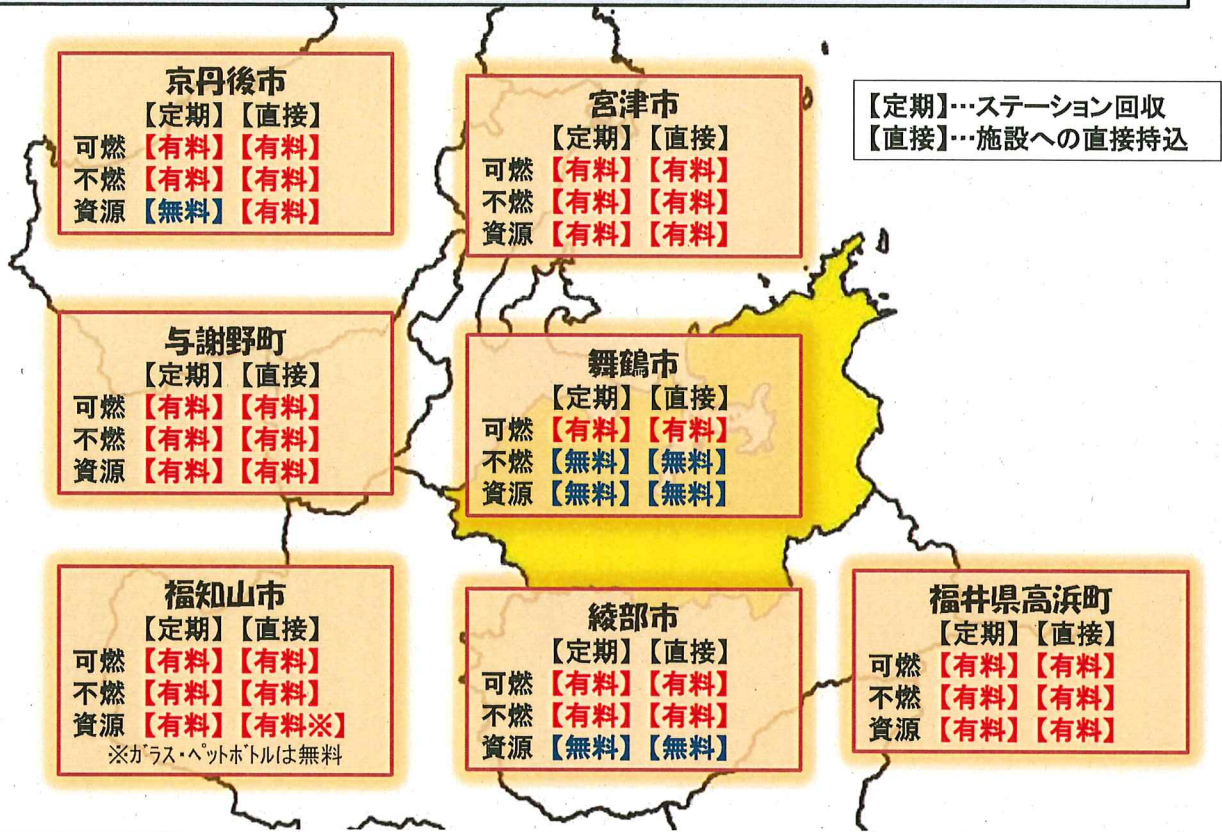 京丹後市
【定期】【直接】
可燃 【有料】【有料】
不燃 【有料】【有料】
資源 【無料】【有料】
宮津市
【定期】【直接】
可燃 【有料】【有料】
不燃 【有料】【有料】
資源 【有料】【有料】
【定期】…ステーション回収
【直接】…施設への直接持込
与謝野町
【定期】【直接】
可燃 【有料】【有料】
不燃 【有料】【有料】
資源 【有料】【有料】
舞鶴市
【定期】【直接】
可燃 【有料】【有料】
不燃 【無料】【無料】
資源 【無料】【無料】
福知山市
【定期】【直接】
可燃 【有料】【有料】
不燃 【有料】【有料】
資源 【有料】【有料※】
※ガラス・ペットボトルは無料
綾部市
【定期】【直接】
可燃 【有料】【有料】
不燃 【有料】【有料】
資源 【無料】【無料】
福井県高浜町
【定期】【直接】
可燃 【有料】【有料】
不燃 【有料】【有料】
資源 【有料】【有料】